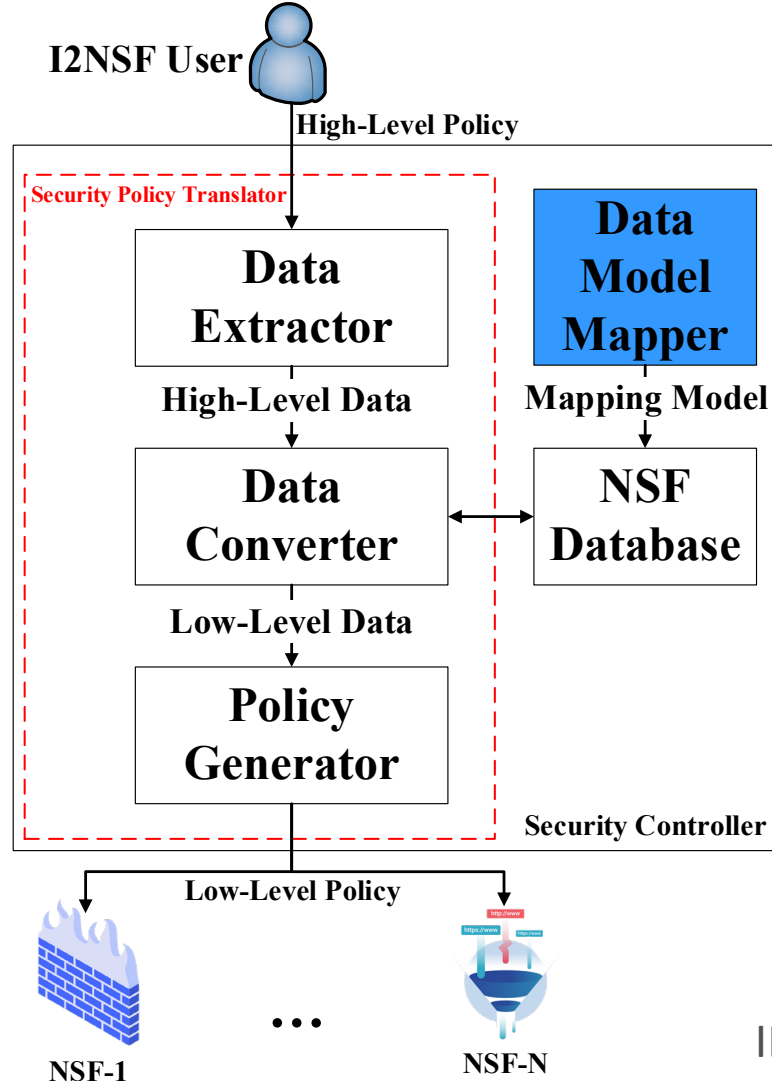 I2NSF User
High-Level Policy
Security Policy Translator
Data
Extractor
Data
Model
Mapper
High-Level Data
Mapping Model
Data
Converter
NSF
Database
Low-Level Data
Policy
Generator
Security Controller
Low-Level Policy
http://www
https://www
https://www
...
NSF-1
NSF-N